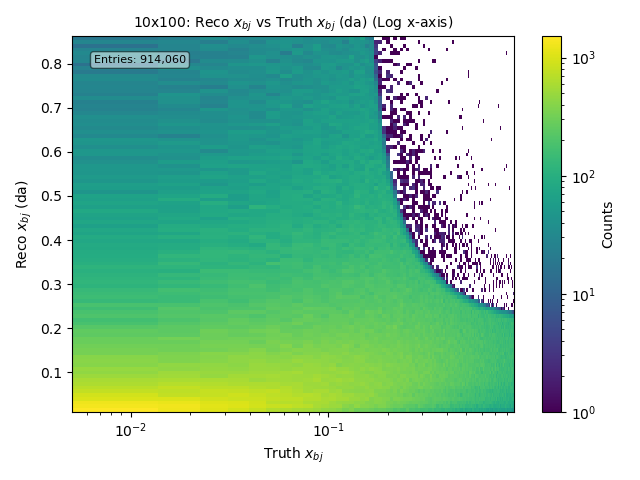 10x100: Reco $x_{bj}$ vs Truth $x_{bj}$ (da) (Log x-axis)
Entries: 914,060
Reco $x_{bj}$ (da)
0.8
0.7
0.6
0.5
0.4
0.3
0.2
0.1
$10^{-2}$
$10^{-1}$
Truth $x_{bj}$
$10^{3}$
$10^{2}$
$10^{1}$
$10^{0}$
Counts